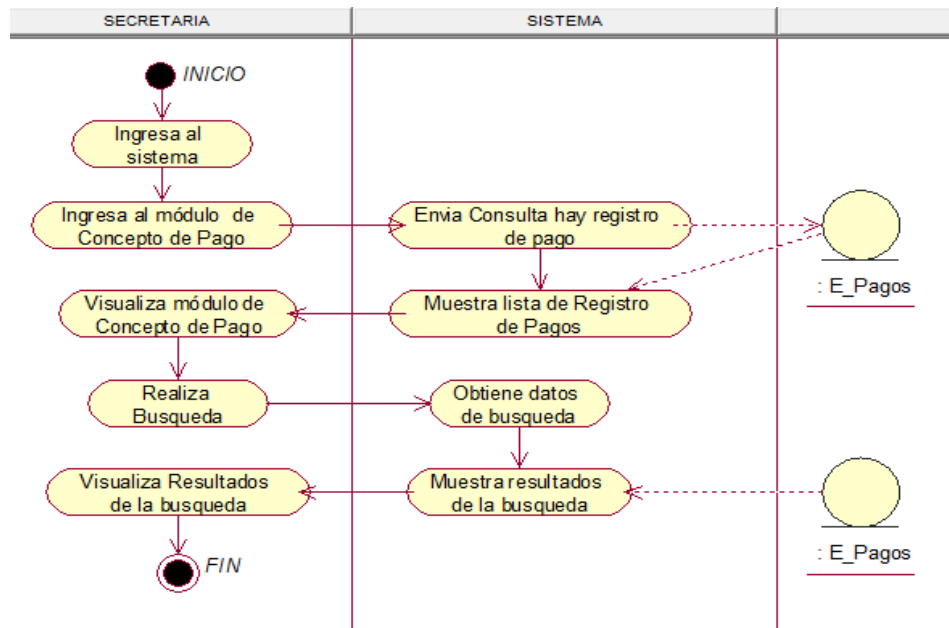 SECRETARIA
SISTEMA
INICIO
Ingresa al
sistema
Ingresa al módulo de
Concepto de Pago
Envia Consulta hay registro
de pago
: E_Pagos
Visualiza módulo de
Concepto de Pago
Muestra lista de Registro
de Pagos
Realiza
Busqueda
Obtiene datos
de busqueda
Visualiza Resultados
de la busqueda
Muestra resultados
de la busqueda
: E_Pagos
FIN